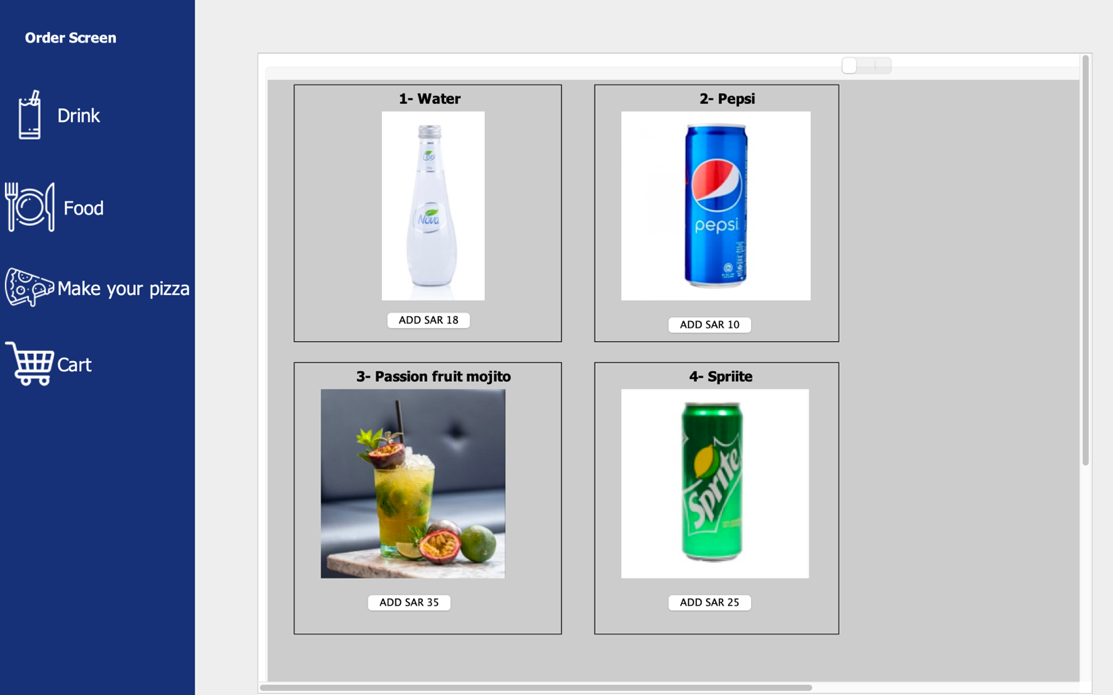 Order Screen
Drink
Food
Make your pizza
Cart
1- Water
Nova
ADD SAR 18
2- Pepsi
pepsi
ADD SAR 10
3- Passion fruit mojito
ADD SAR 35
4- Spriite
Sprite
ADD SAR 25